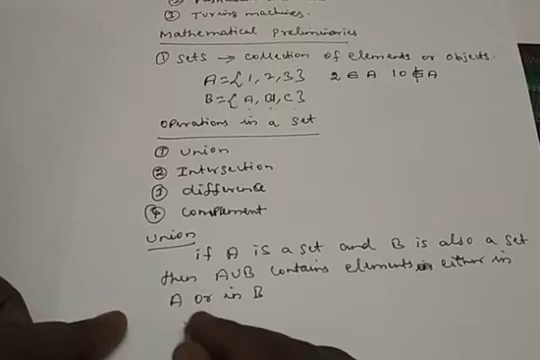 ③ Turing machines.
Mathematical Preliminaries
① Sets → collection of elements or objects.
A = {1, 2, 3} 2 ∈ A 10 ∉ A
B = {A, B, C}
Operations in a set
① Union
② Intersection
③ difference
④ complement
Union
if A is a set and B is also a set
then A∪B contains elements either in
A or in B